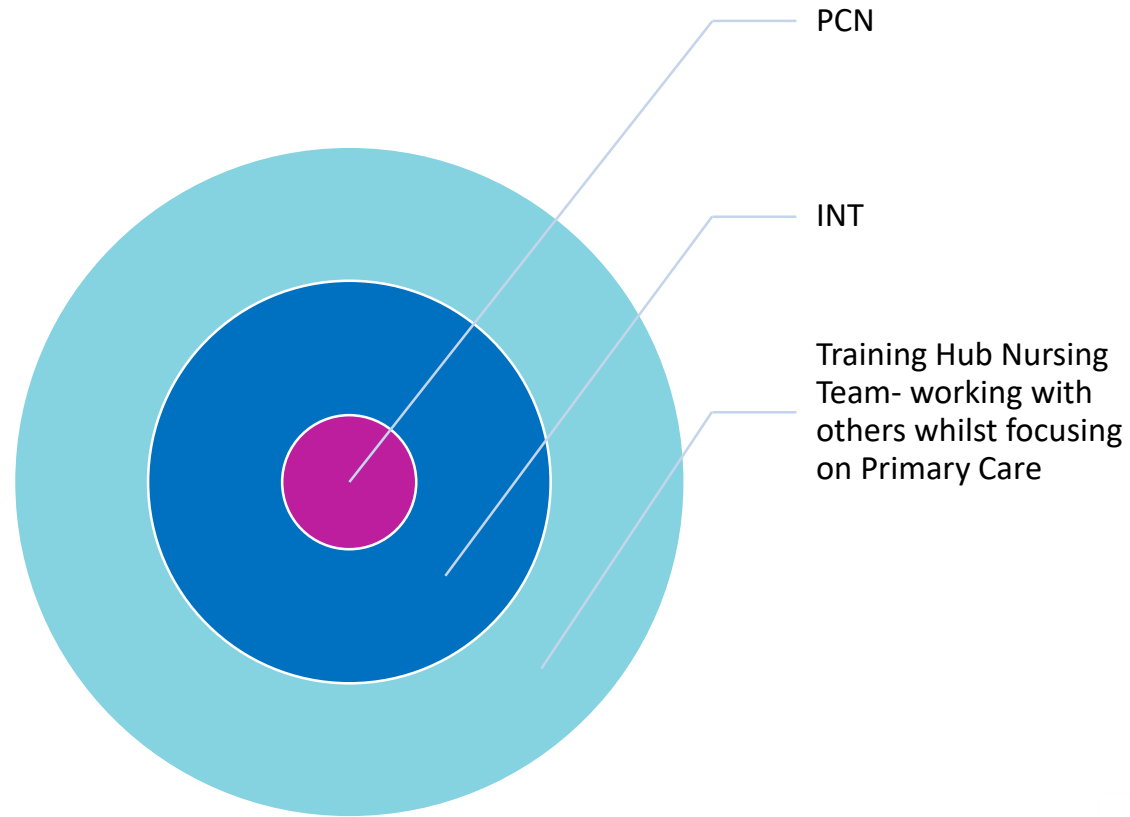 PCN
INT
Training Hub Nursing
Team- working with
others whilst focusing
on Primary Care